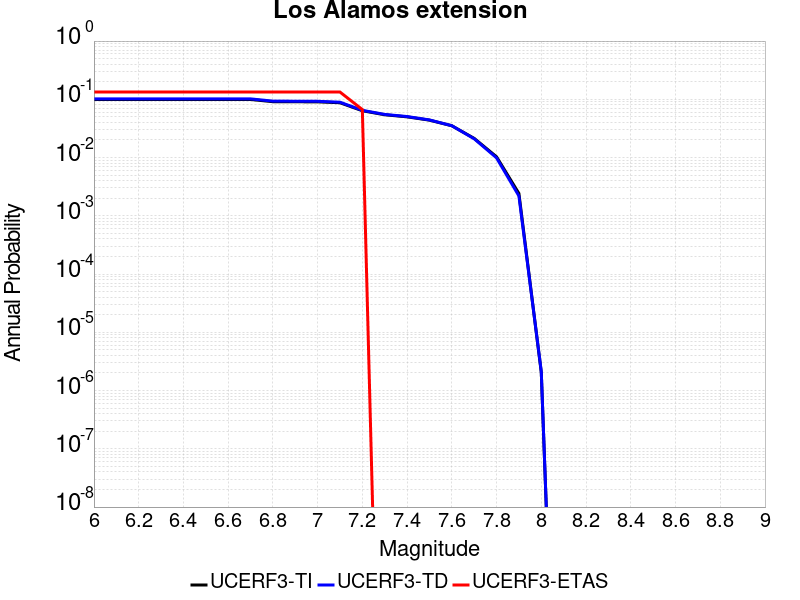 Los Alamos extension
Annual Probability
10^0
10^-1
10^-2
10^-3
10^-4
10^-5
10^-6
10^-7
10^-8
6 6.2 6.4 6.6 6.8 7 7.2 7.4 7.6 7.8 8 8.2 8.4 8.6 8.8 9
Magnitude
UCERF3-TI UCERF3-TD UCERF3-ETAS